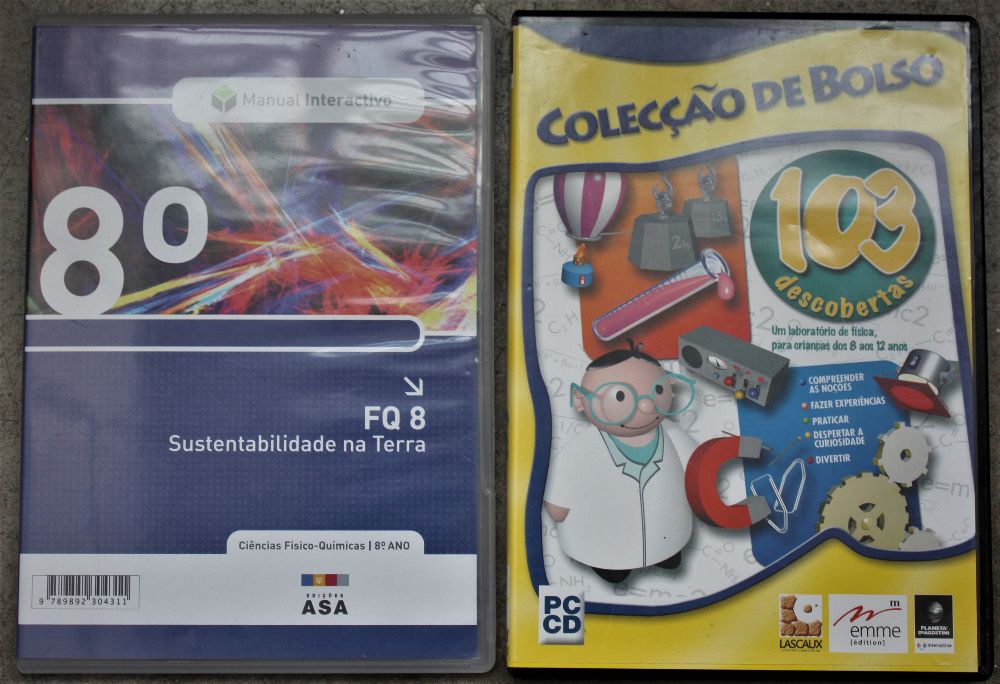 Manual Interactivo
8º
FQ 8
Sustentabilidade na Terra
Ciências Físico-Químicas | 8º ANO
9 789892 304311
EDIÇÕES
ASA
COLECÇÃO DE BOLSO
103
descobertas
Um laboratório de física,
para crianças dos 8 aos 12 anos
COMPREENDER
AS NOÇÕES
FAZER EXPERIÊNCIAS
PRATICAR
DESPERTAR A
CURIOSIDADE
DIVERTIR
PC
CD
LASCAUX
emme
[édition]
m
PLANETA
DeAGOSTINI
interactive